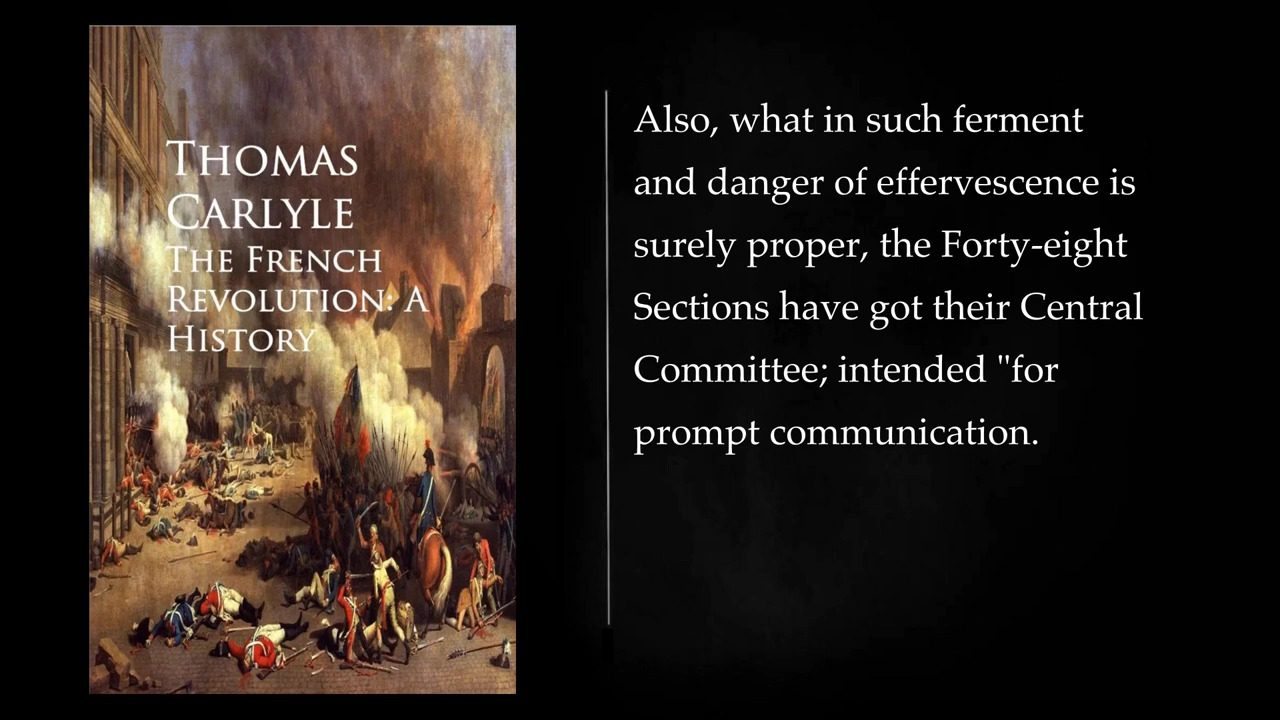 THOMAS
CARLYLE
THE FRENCH
REVOLUTION: A
HISTORY
Also, what in such ferment
and danger of effervescence is
surely proper, the Forty-eight
Sections have got their Central
Committee; intended "for
prompt communication.